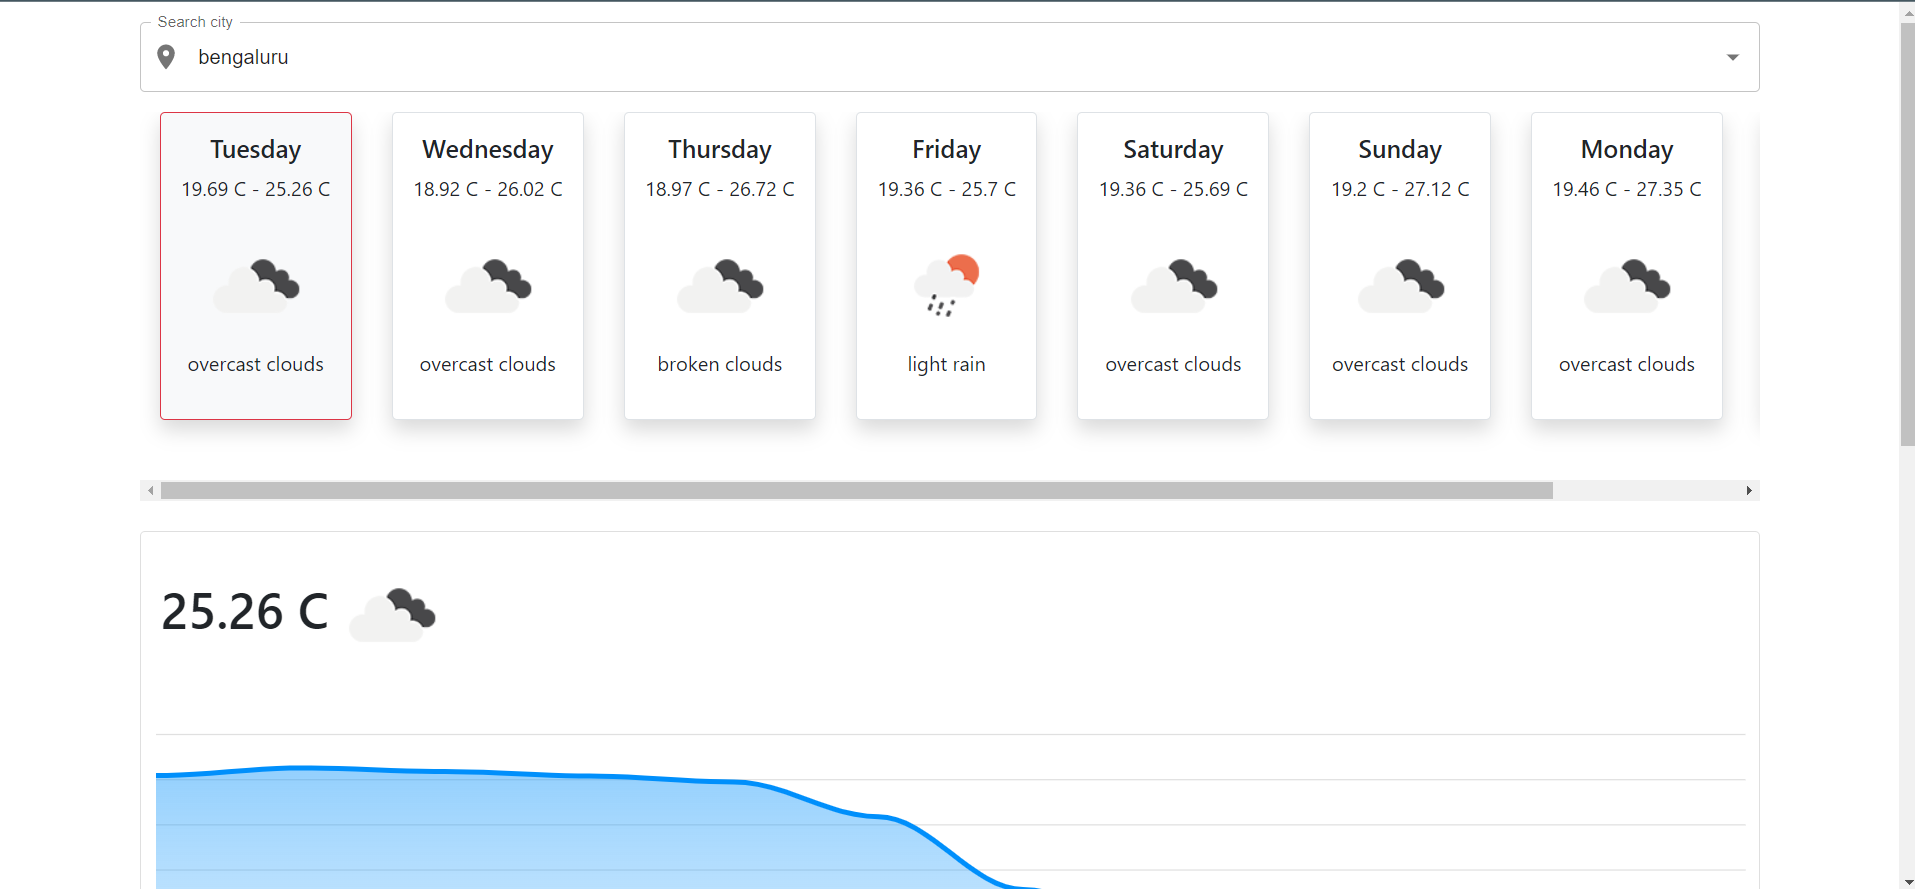 Search city
bengaluru
Tuesday
19.69 C - 25.26 C
overcast clouds
Wednesday
18.92 C - 26.02 C
overcast clouds
Thursday
18.97 C - 26.72 C
broken clouds
Friday
19.36 C - 25.7 C
light rain
Saturday
19.36 C - 25.69 C
overcast clouds
Sunday
19.2 C - 27.12 C
overcast clouds
Monday
19.46 C - 27.35 C
overcast clouds
25.26 C